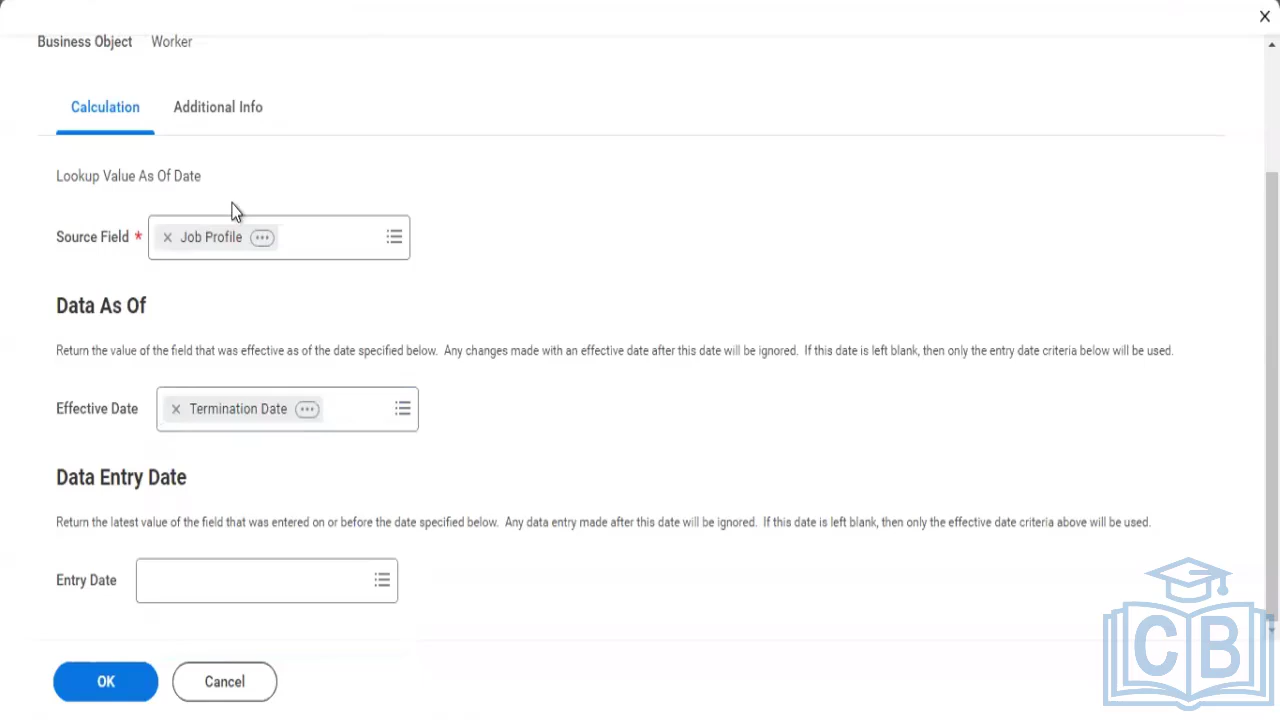 X
Business Object Worker
Calculation Additional Info
Lookup Value As Of Date
Source Field * × Job Profile
Data As Of
Return the value of the field that was effective as of the date specified below. Any changes made with an effective date after this date will be ignored. If this date is left blank, then only the entry date criteria below will be used.
Effective Date × Termination Date
Data Entry Date
Return the latest value of the field that was entered on or before the date specified below. Any data entry made after this date will be ignored. If this date is left blank, then only the effective date criteria above will be used.
Entry Date
CB
OK Cancel